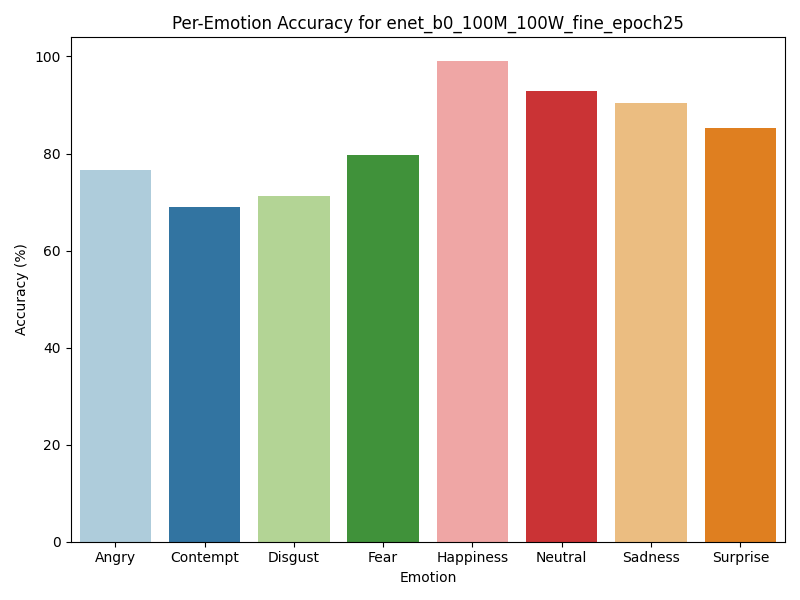 Per-Emotion Accuracy for enet_b0_100M_100W_fine_epoch25
100
80
60
40
20
0
Accuracy (%)
Angry Contempt Disgust Fear Happiness Neutral Sadness Surprise
Emotion